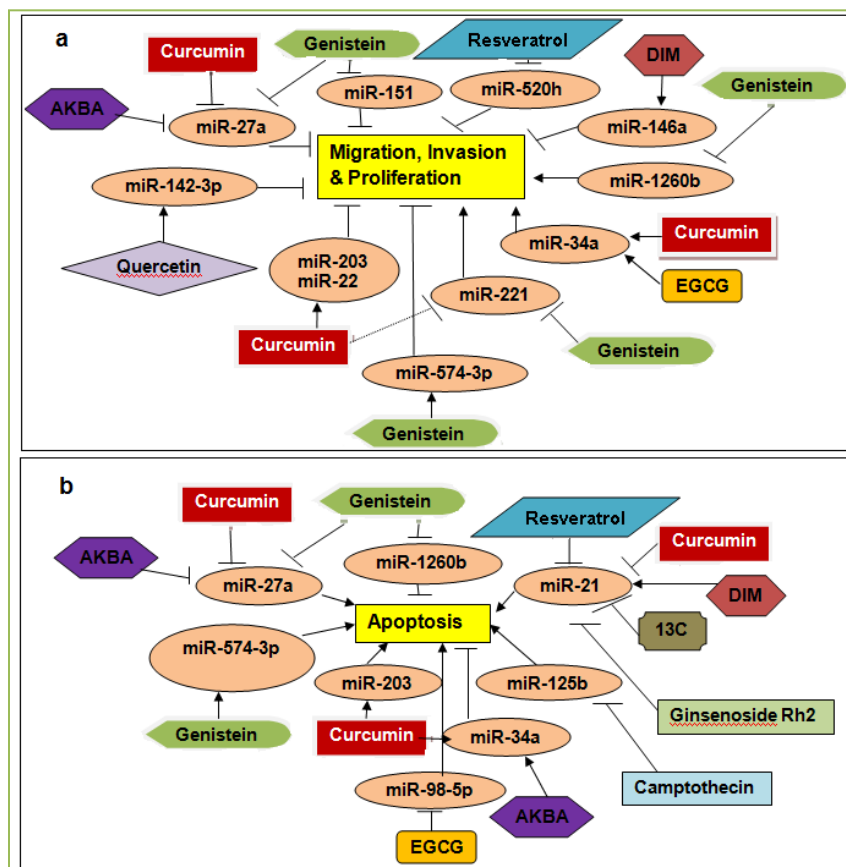 a
Curcumin
Genistein
Resveratrol
DIM
Genistein
AKBA
miR-27a
miR-151
miR-520h
miR-146a
Migration, Invasion
& Proliferation
miR-142-3p
miR-1260b
Quercetin
miR-203
miR-22
miR-34a
Curcumin
EGCG
miR-221
Curcumin
Genistein
miR-574-3p
Genistein
b
Curcumin
Genistein
Resveratrol
Curcumin
AKBA
miR-27a
miR-1260b
miR-21
DIM
Apoptosis
13C
miR-574-3p
miR-203
miR-125b
Genistein
Curcumin
miR-34a
Ginsenoside Rh2
miR-98-5p
AKBA
Camptothecin
EGCG